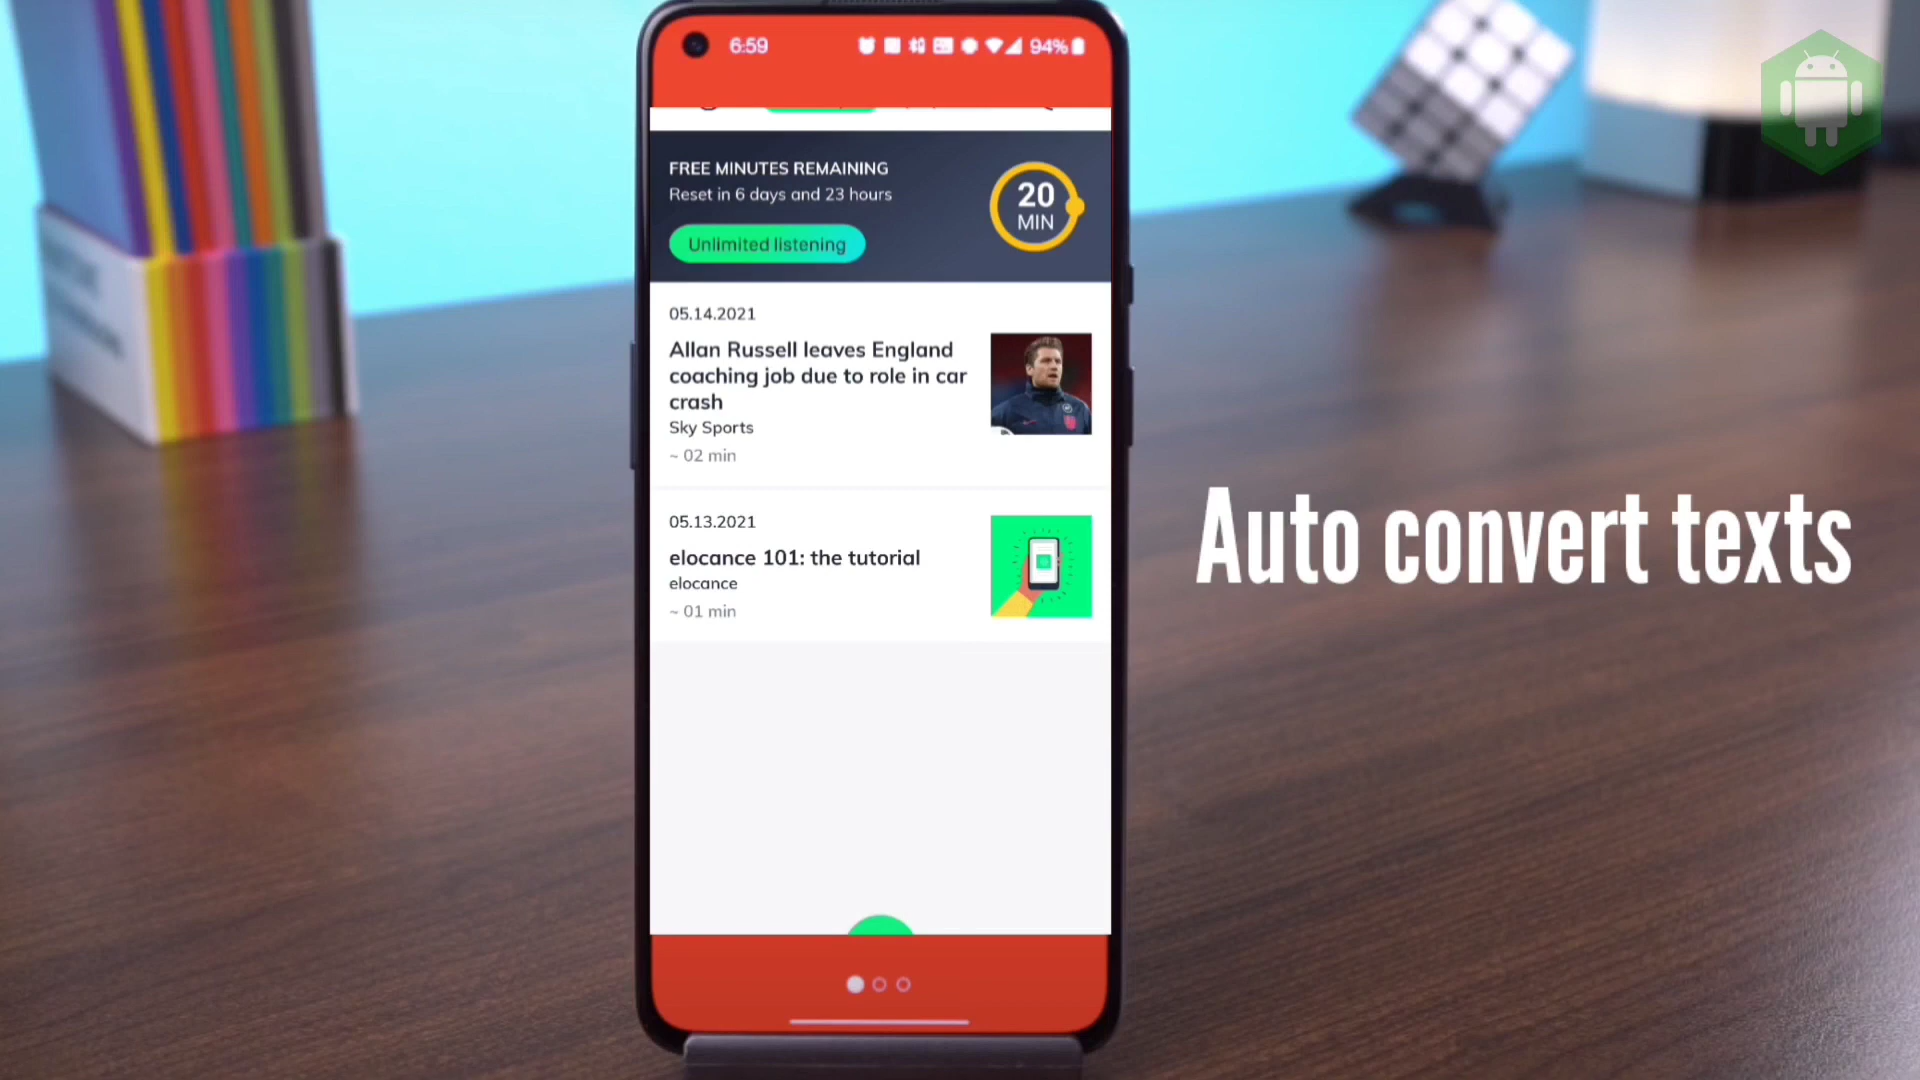 6:59
94%
FREE MINUTES REMAINING
Reset in 6 days and 23 hours
20
MIN
Unlimited listening
05.14.2021
Allan Russell leaves England
coaching job due to role in car
crash
Sky Sports
~ 02 min
Auto convert texts
05.13.2021
elocance 101: the tutorial
elocance
~ 01 min